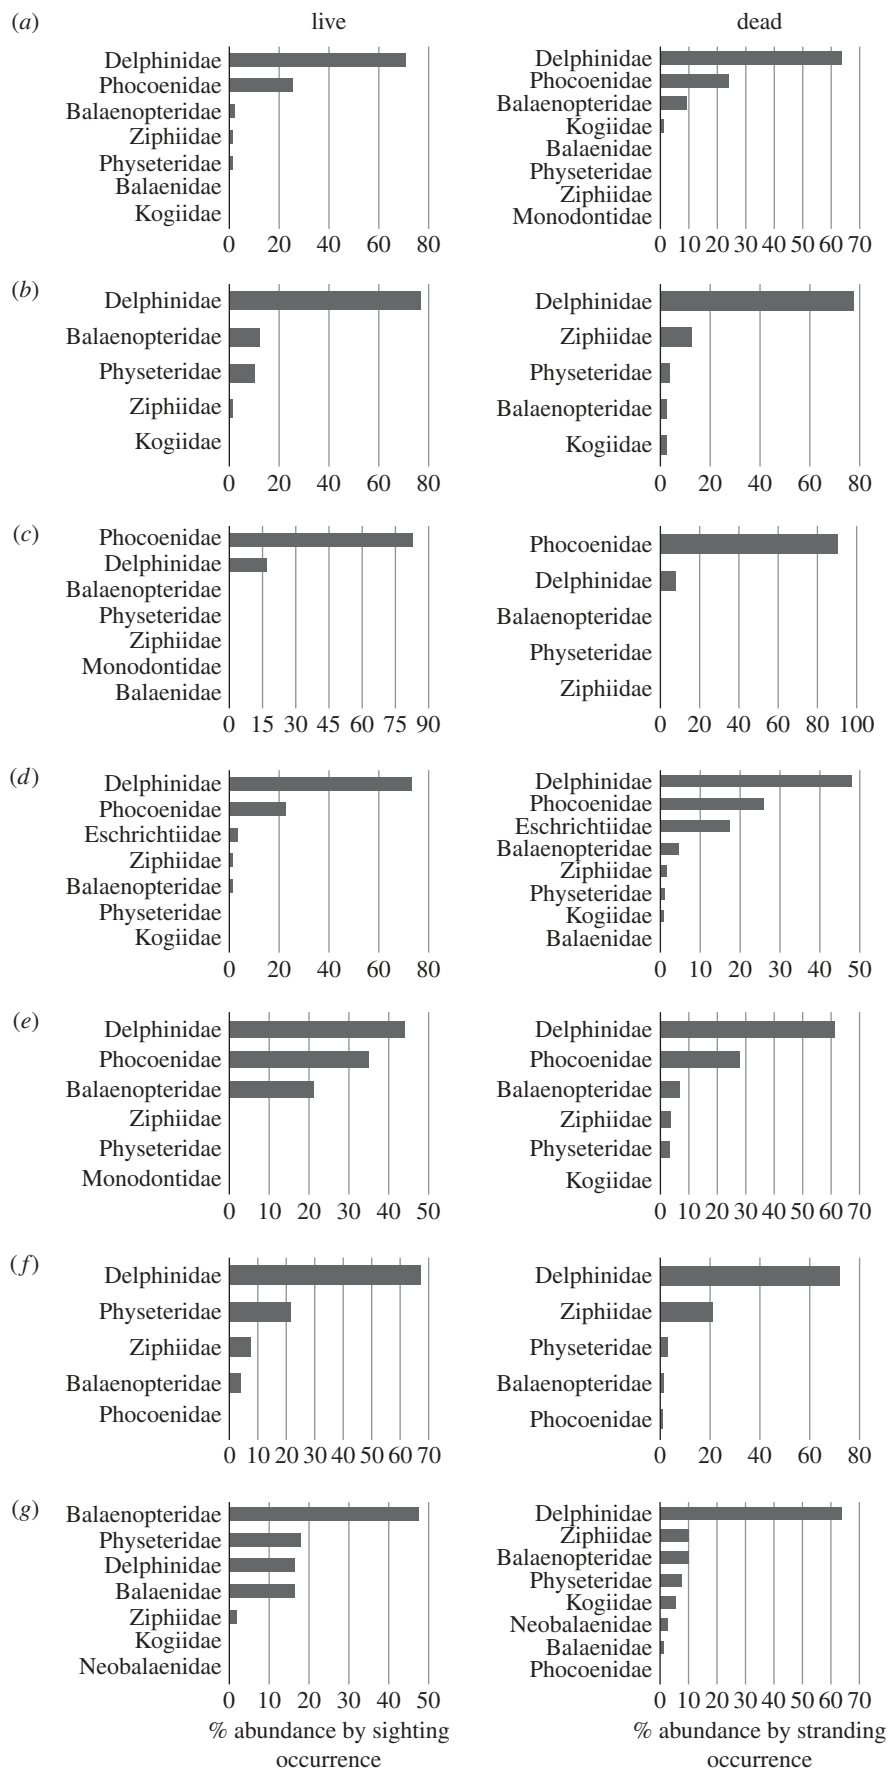 (a) live dead
Delphinidae
Phocoenidae
Balaenopteridae
Ziphiidae
Physeteridae
Balaenidae
Kogiidae
0 20 40 60 80
Delphinidae
Phocoenidae
Balaenopteridae
Kogiidae
Balaenidae
Physeteridae
Ziphiidae
Monodontidae
0 10 20 30 40 50 60 70
(b)
Delphinidae
Balaenopteridae
Physeteridae
Ziphiidae
Kogiidae
0 20 40 60 80
Delphinidae
Ziphiidae
Physeteridae
Balaenopteridae
Kogiidae
0 20 40 60 80
(c)
Phocoenidae
Delphinidae
Balaenopteridae
Physeteridae
Ziphiidae
Monodontidae
Balaenidae
0 15 30 45 60 75 90
Phocoenidae
Delphinidae
Balaenopteridae
Physeteridae
Ziphiidae
0 20 40 60 80 100
(d)
Delphinidae
Phocoenidae
Eschrichtiidae
Ziphiidae
Balaenopteridae
Physeteridae
Kogiidae
0 20 40 60 80
Delphinidae
Phocoenidae
Eschrichtiidae
Balaenopteridae
Ziphiidae
Physeteridae
Kogiidae
Balaenidae
0 10 20 30 40 50
(e)
Delphinidae
Phocoenidae
Balaenopteridae
Ziphiidae
Physeteridae
Monodontidae
0 10 20 30 40 50
Delphinidae
Phocoenidae
Balaenopteridae
Ziphiidae
Physeteridae
Kogiidae
0 10 20 30 40 50 60 70
(f)
Delphinidae
Physeteridae
Ziphiidae
Balaenopteridae
Phocoenidae
0 10 20 30 40 50 60 70
Delphinidae
Ziphiidae
Physeteridae
Balaenopteridae
Phocoenidae
0 20 40 60 80
(g)
Balaenopteridae
Physeteridae
Delphinidae
Balaenidae
Ziphiidae
Kogiidae
Neobalaenidae
0 10 20 30 40 50
% abundance by sighting
occurrence
Delphinidae
Ziphiidae
Balaenopteridae
Physeteridae
Kogiidae
Neobalaenidae
Balaenidae
Phocoenidae
0 10 20 30 40 50 60 70
% abundance by stranding
occurrence